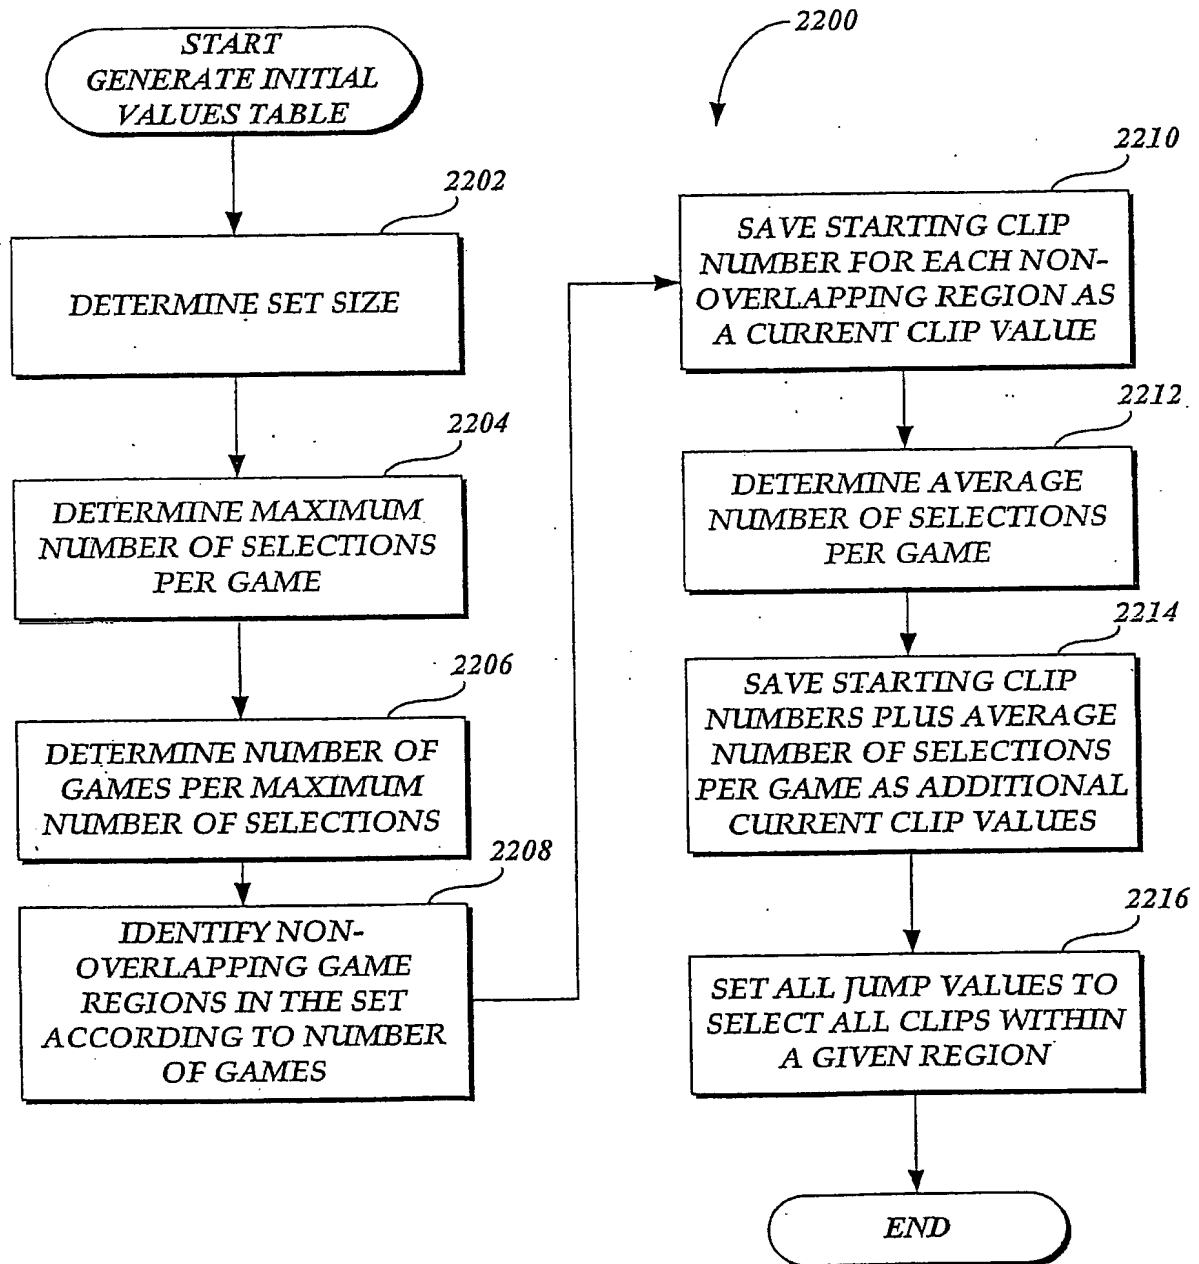 START
GENERATE INITIAL
VALUES TABLE
2202
DETERMINE SET SIZE
2204
DETERMINE MAXIMUM
NUMBER OF SELECTIONS
PER GAME
2206
DETERMINE NUMBER OF
GAMES PER MAXIMUM
NUMBER OF SELECTIONS
2208
IDENTIFY NON-
OVERLAPPING GAME
REGIONS IN THE SET
ACCORDING TO NUMBER
OF GAMES
2200
2210
SAVE STARTING CLIP
NUMBER FOR EACH NON-
OVERLAPPING REGION AS
A CURRENT CLIP VALUE
2212
DETERMINE AVERAGE
NUMBER OF SELECTIONS
PER GAME
2214
SAVE STARTING CLIP
NUMBERS PLUS AVERAGE
NUMBER OF SELECTIONS
PER GAME AS ADDITIONAL
CURRENT CLIP VALUES
2216
SET ALL JUMP VALUES TO
SELECT ALL CLIPS WITHIN
A GIVEN REGION
END